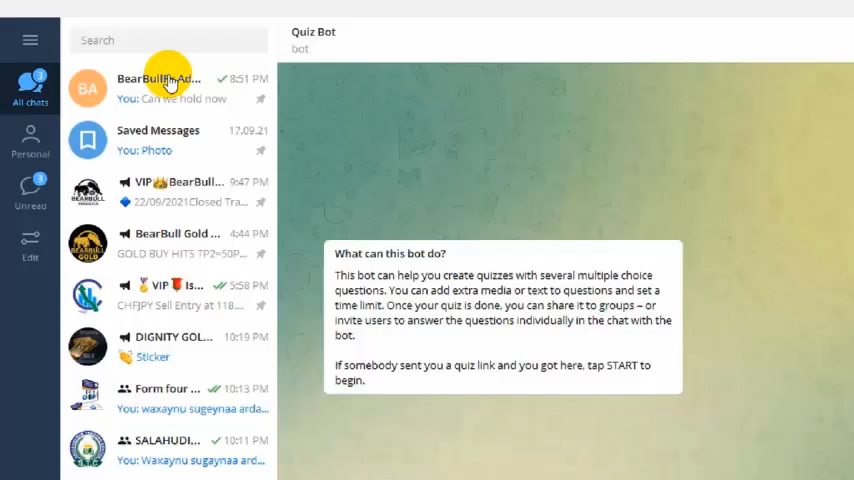 Search
All chats
3
Personal
Unread
3
Edit
8:51 PM
You: Can we hold now
Saved Messages
17.09.21
You: Photo
VIP👑BearBull...
9:47 PM
🔷 22/09/2021Closed Tra...
BearBull Gold ...
4:44 PM
GOLD BUY HITS TP2=50P...
🏅VIP🌹Is...
5:58 PM
CHFJPY Sell Entry at 118....
DIGNITY GOL...
10:19 PM
👏 Sticker
Form four ...
10:13 PM
You: waxaynu sugeynaa arda...
SALAHUDI...
10:11 PM
You: Waxaynu sugaynaa ard...
BA
BEARBULL
GOLD
Quiz Bot
bot
What can this bot do?
This bot can help you create quizzes with several multiple choice
questions. You can add extra media or text to questions and set a
time limit. Once your quiz is done, you can share it to groups – or
invite users to answer the questions individually in the chat with the
bot.
If somebody sent you a quiz link and you got here, tap START to
begin.